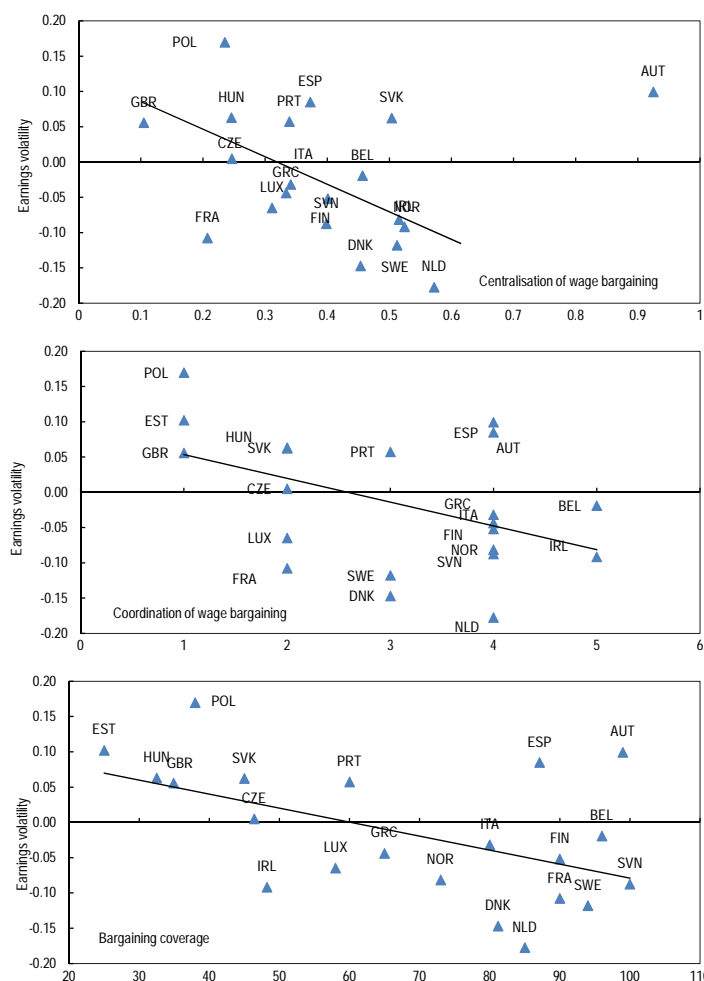 0.20
POL
0.15
ESP
AUT
0.10
GBR
HUN
PRT
SVK
0.05
CZE
ITA
BEL
0.00
GRC
LUX
SVN
IRL
NOR
-0.05
FRA
FIN
-0.10
DNK
SWE
NLD
-0.15
Centralisation of wage bargaining
-0.20
0 0.1 0.2 0.3 0.4 0.5 0.6 0.7 0.8 0.9 1
Earnings volatility
0.20
POL
0.15
EST
0.10
GBR
HUN
SVK
PRT
ESP
AUT
0.05
CZE
0.00
GRC
BEL
ITA
-0.05
LUX
FIN
NOR
IRL
FRA
SWE
SVN
-0.10
DNK
-0.15
Coordination of wage bargaining
NLD
-0.20
0 1 2 3 4 5 6
Earnings volatility
0.20
POL
0.15
EST
AUT
0.10
HUN
GBR
SVK
PRT
ESP
0.05
CZE
0.00
GRC
ITA
BEL
LUX
FIN
-0.05
IRL
NOR
FRA
SWE
SVN
-0.10
DNK
NLD
-0.15
Bargaining coverage
-0.20
20 30 40 50 60 70 80 90 100 110
Earnings volatility